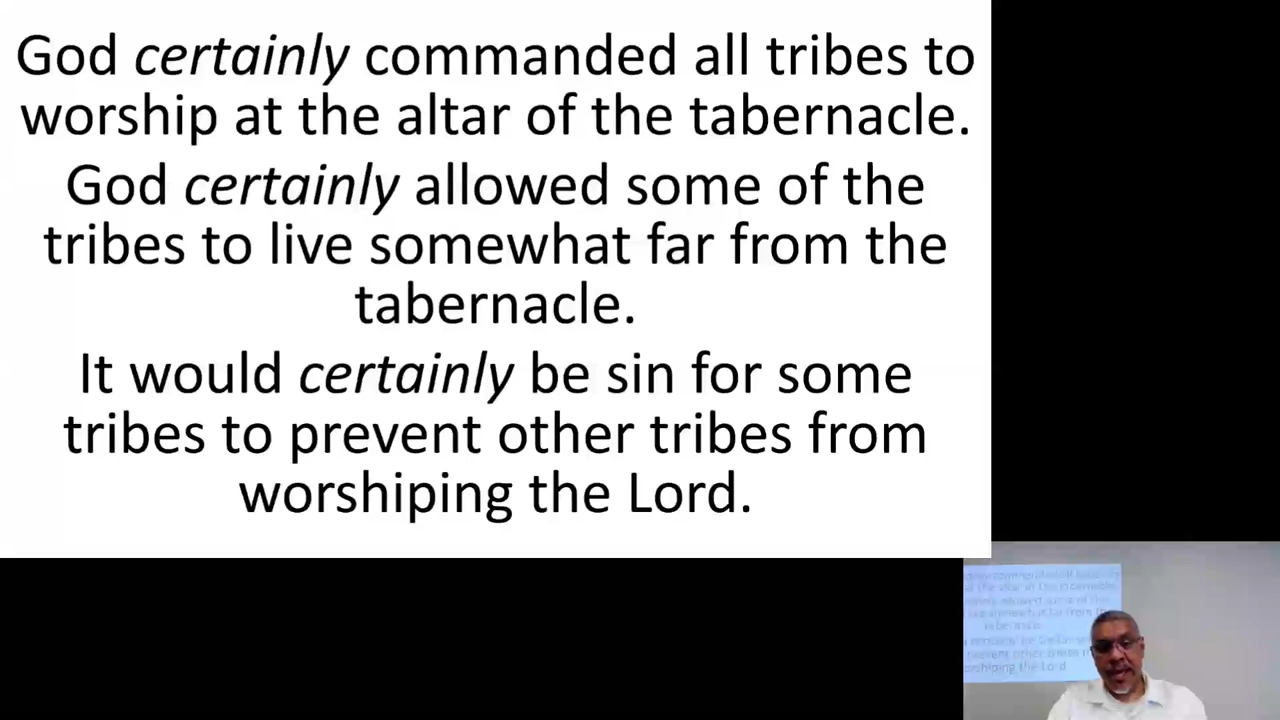 God certainly commanded all tribes to
worship at the altar of the tabernacle.
God certainly allowed some of the
tribes to live somewhat far from the
tabernacle.
It would certainly be sin for some
tribes to prevent other tribes from
worshiping the Lord.